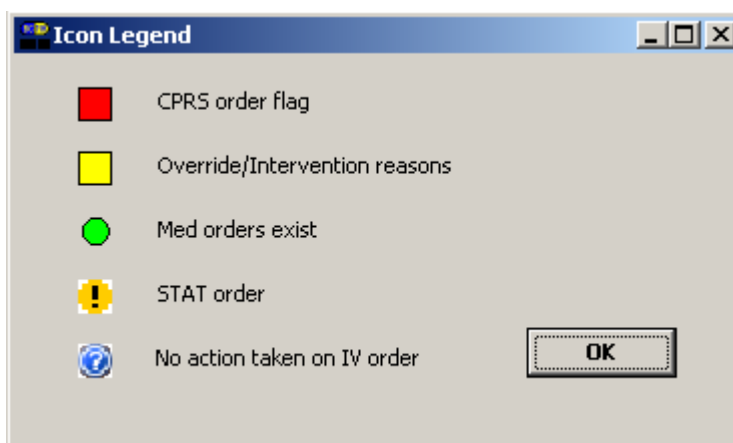 Icon Legend
CPRS order flag
Override/Intervention reasons
Med orders exist
STAT order
No action taken on IV order
OK